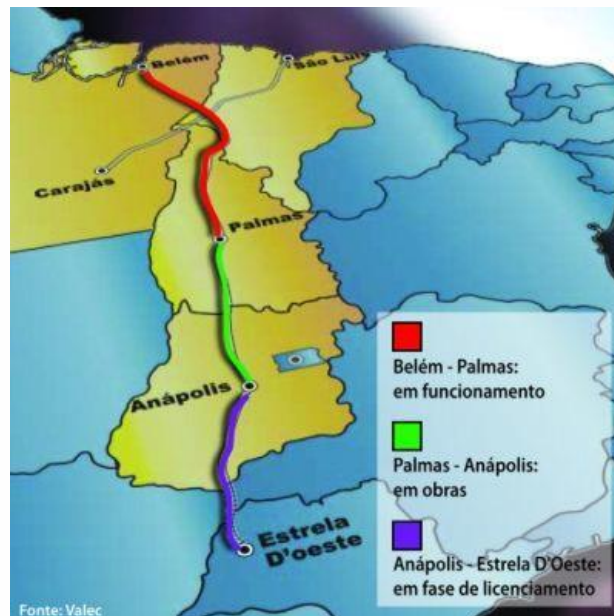 Belém
São Luis
Carajás
Palmas
Anápolis
Estrela
D'oeste
Belém - Palmas:
em funcionamento
Palmas - Anápolis:
em obras
Anápolis - Estrela D'Oeste:
em fase de licenciamento
Fonte: Valec